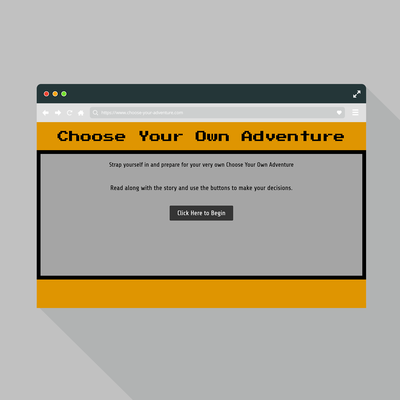 https://www.choose-your-adventure.com
Choose Your Own Adventure
Strap yourself in and prepare for your very own Choose Your Own Adventure
Read along with the story and use the buttons to make your decisions.
Click Here to Begin